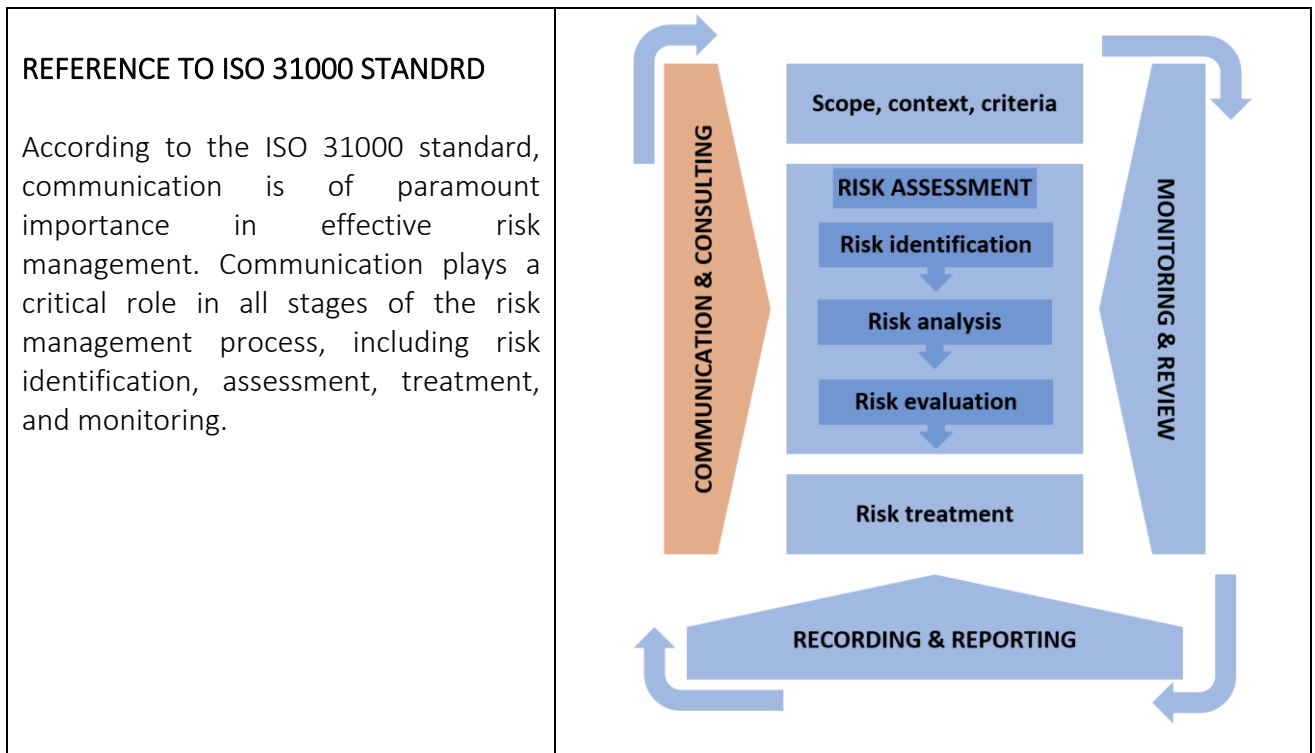 REFERENCE TO ISO 31000 STANDRD
According to the ISO 31000 standard,
communication is of paramount
importance in effective risk
management. Communication plays a
critical role in all stages of the risk
management process, including risk
identification, assessment, treatment,
and monitoring.
COMMUNICATION & CONSULTING
Scope, context, criteria
RISK ASSESSMENT
Risk identification
Risk analysis
Risk evaluation
Risk treatment
MONITORING & REVIEW
RECORDING & REPORTING